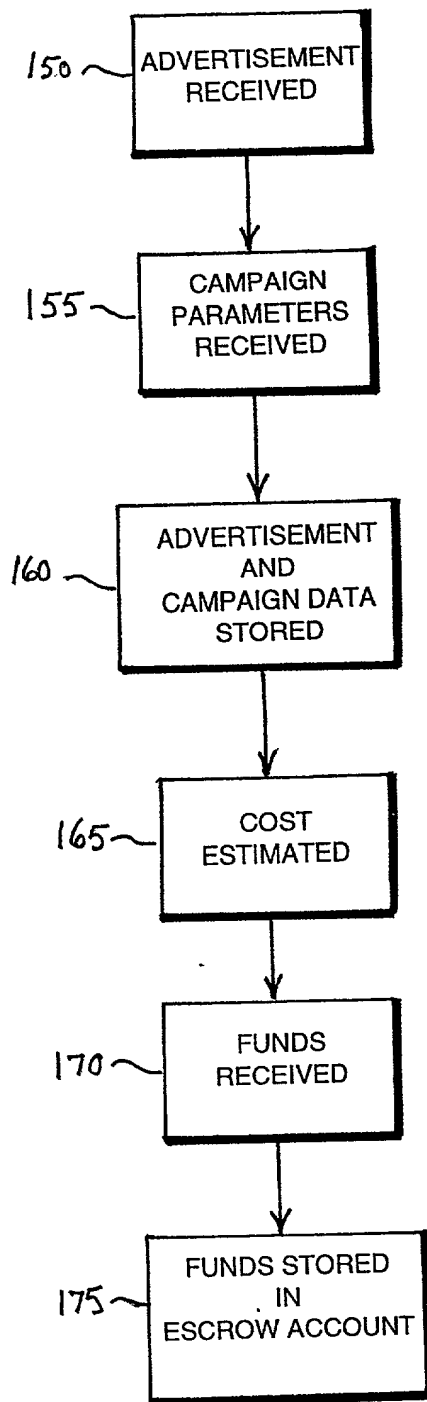 150
ADVERTISEMENT
RECEIVED
155
CAMPAIGN
PARAMETERS
RECEIVED
160
ADVERTISEMENT
AND
CAMPAIGN DATA
STORED
165
COST
ESTIMATED
170
FUNDS
RECEIVED
175
FUNDS STORED
IN
ESCROW ACCOUNT